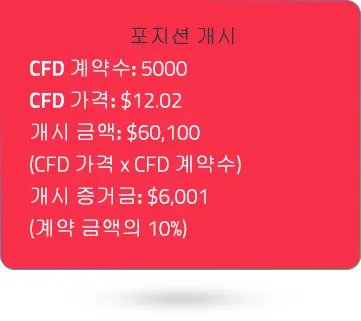 포지션 개시
CFD 계약수: 5000
CFD 가격: $12.02
개시 금액: $60,100
(CFD 가격 x CFD 계약수)
개시 증거금: $6,001
(계약 금액의 10%)